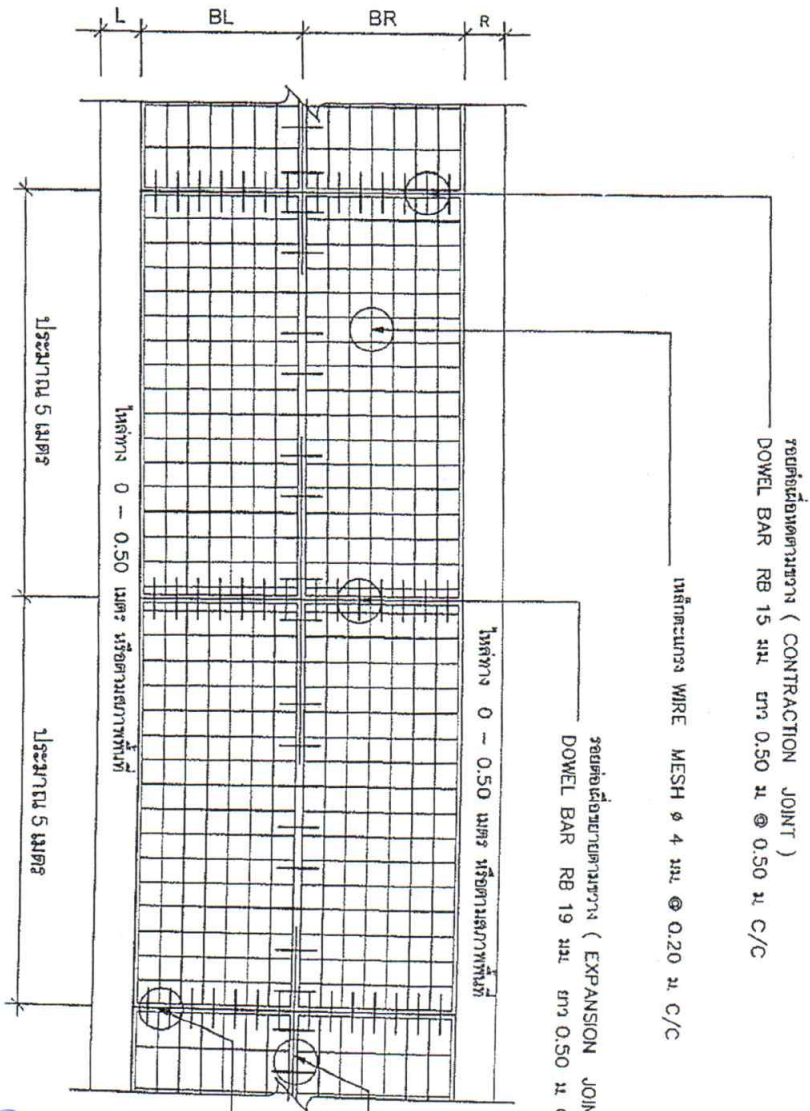 L
BL
BR
R
รอยต่อเผื่อหดตามขวาง ( CONTRACTION JOINT )
DOWEL BAR RB 15 มม. ยาว 0.50 ม. @ 0.50 ม. C/C
เหล็กตะแกรง WIRE MESH ø 4 มม. @ 0.20 ม. C/C
รอยต่อเผื่อขยายตามขวาง ( EXPANSION JOIN
DOWEL BAR RB 19 มม. ยาว 0.50 ม.
ไหล่ทาง 0 - 0.50 เมตร หรือตามสภาพพื้นที่
ไหล่ทาง 0 - 0.50 เมตร หรือตามสภาพพื้นที่
ประมาณ 5 เมตร
ประมาณ 5 เมตร